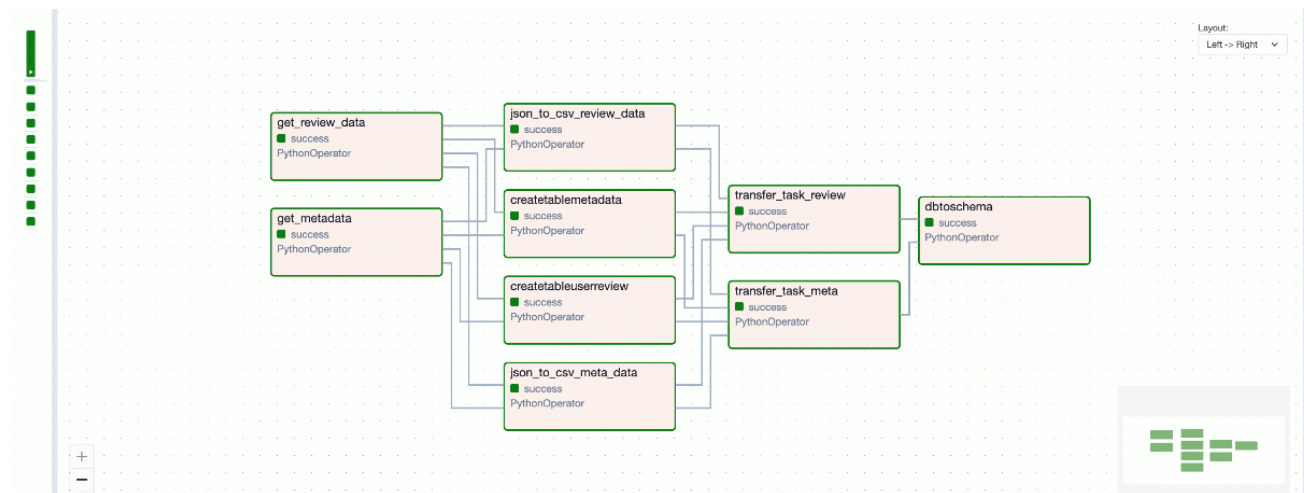 Layout:
Left -> Right
get_review_data
success
PythonOperator
get_metadata
success
PythonOperator
json_to_csv_review_data
success
PythonOperator
createtablemetadata
success
PythonOperator
createtableuserreview
success
PythonOperator
json_to_csv_meta_data
success
PythonOperator
transfer_task_review
success
PythonOperator
transfer_task_meta
success
PythonOperator
dbtoschema
success
PythonOperator